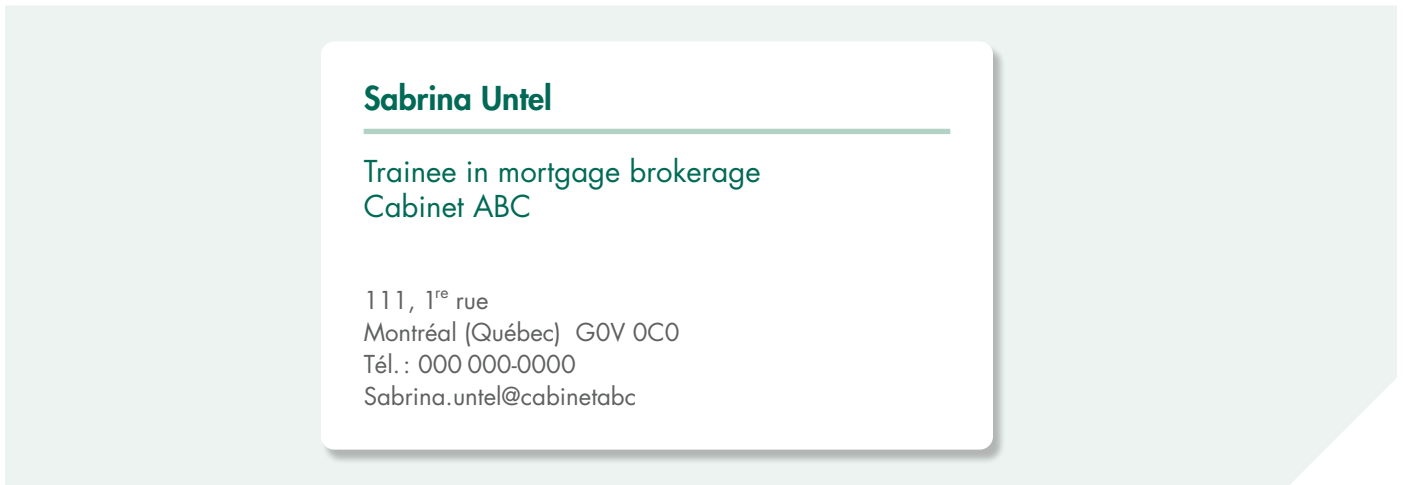 Sabrina Untel
Trainee in mortgage brokerage
Cabinet ABC
111, 1re rue
Montréal (Québec)  G0V 0C0
Tél. : 000 000-0000
Sabrina.untel@cabinetabc